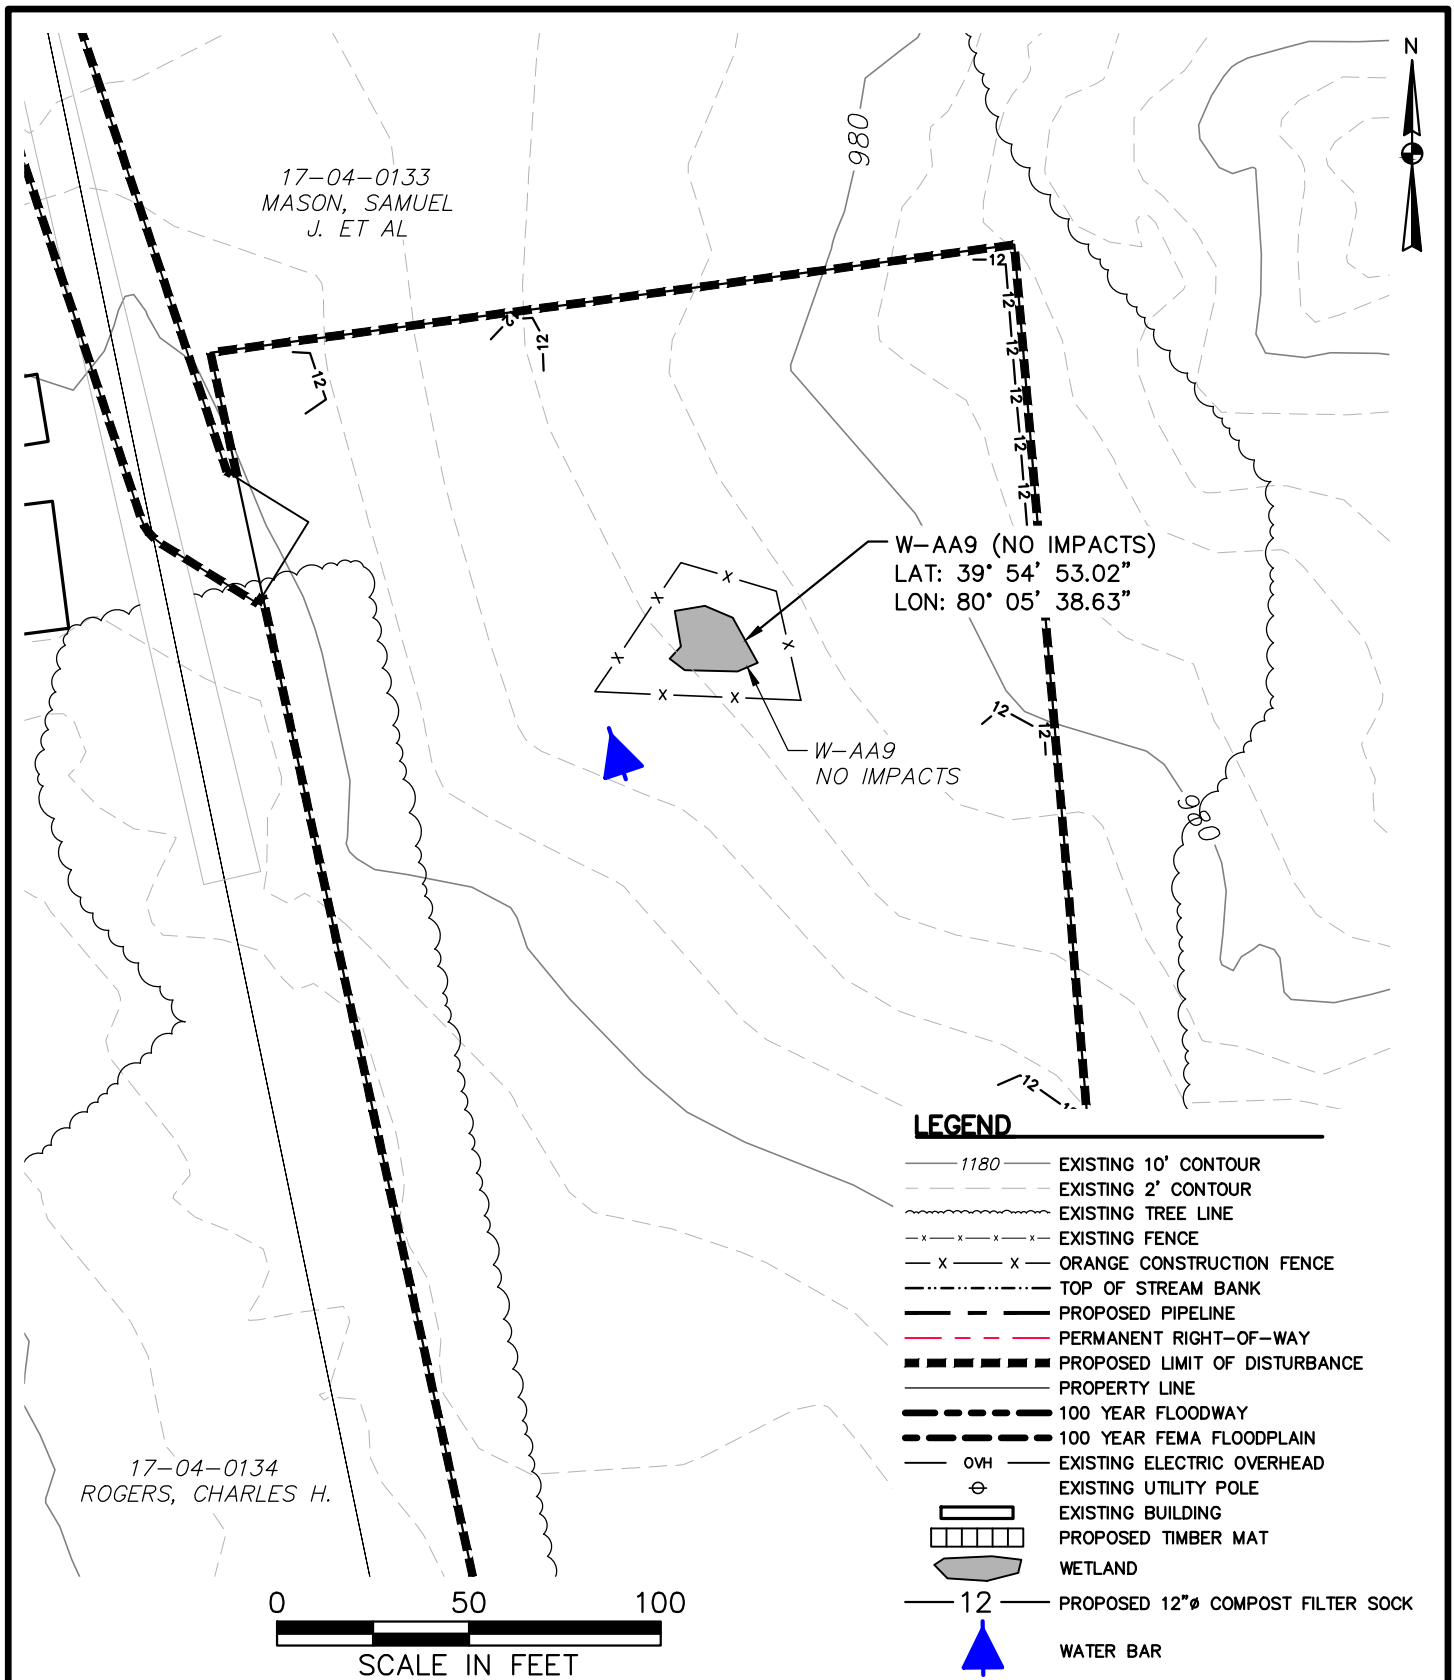 N
980
17-04-0133
MASON, SAMUEL
J. ET AL
12
12
12
12
12
12
12
12
12
12
W-AA9 (NO IMPACTS)
LAT: 39° 54' 53.02"
LON: 80° 05' 38.63"
X
X
X
X
X
X
12
12
W-AA9
NO IMPACTS
980
12
LEGEND
1180 EXISTING 10' CONTOUR
EXISTING 2' CONTOUR
EXISTING TREE LINE
x x x x EXISTING FENCE
X X ORANGE CONSTRUCTION FENCE
TOP OF STREAM BANK
PROPOSED PIPELINE
PERMANENT RIGHT-OF-WAY
PROPOSED LIMIT OF DISTURBANCE
PROPERTY LINE
100 YEAR FLOODWAY
100 YEAR FEMA FLOODPLAIN
OVH EXISTING ELECTRIC OVERHEAD
EXISTING UTILITY POLE
EXISTING BUILDING
PROPOSED TIMBER MAT
WETLAND
12 PROPOSED 12"ø COMPOST FILTER SOCK
WATER BAR
17-04-0134
ROGERS, CHARLES H.
0 50 100
SCALE IN FEET